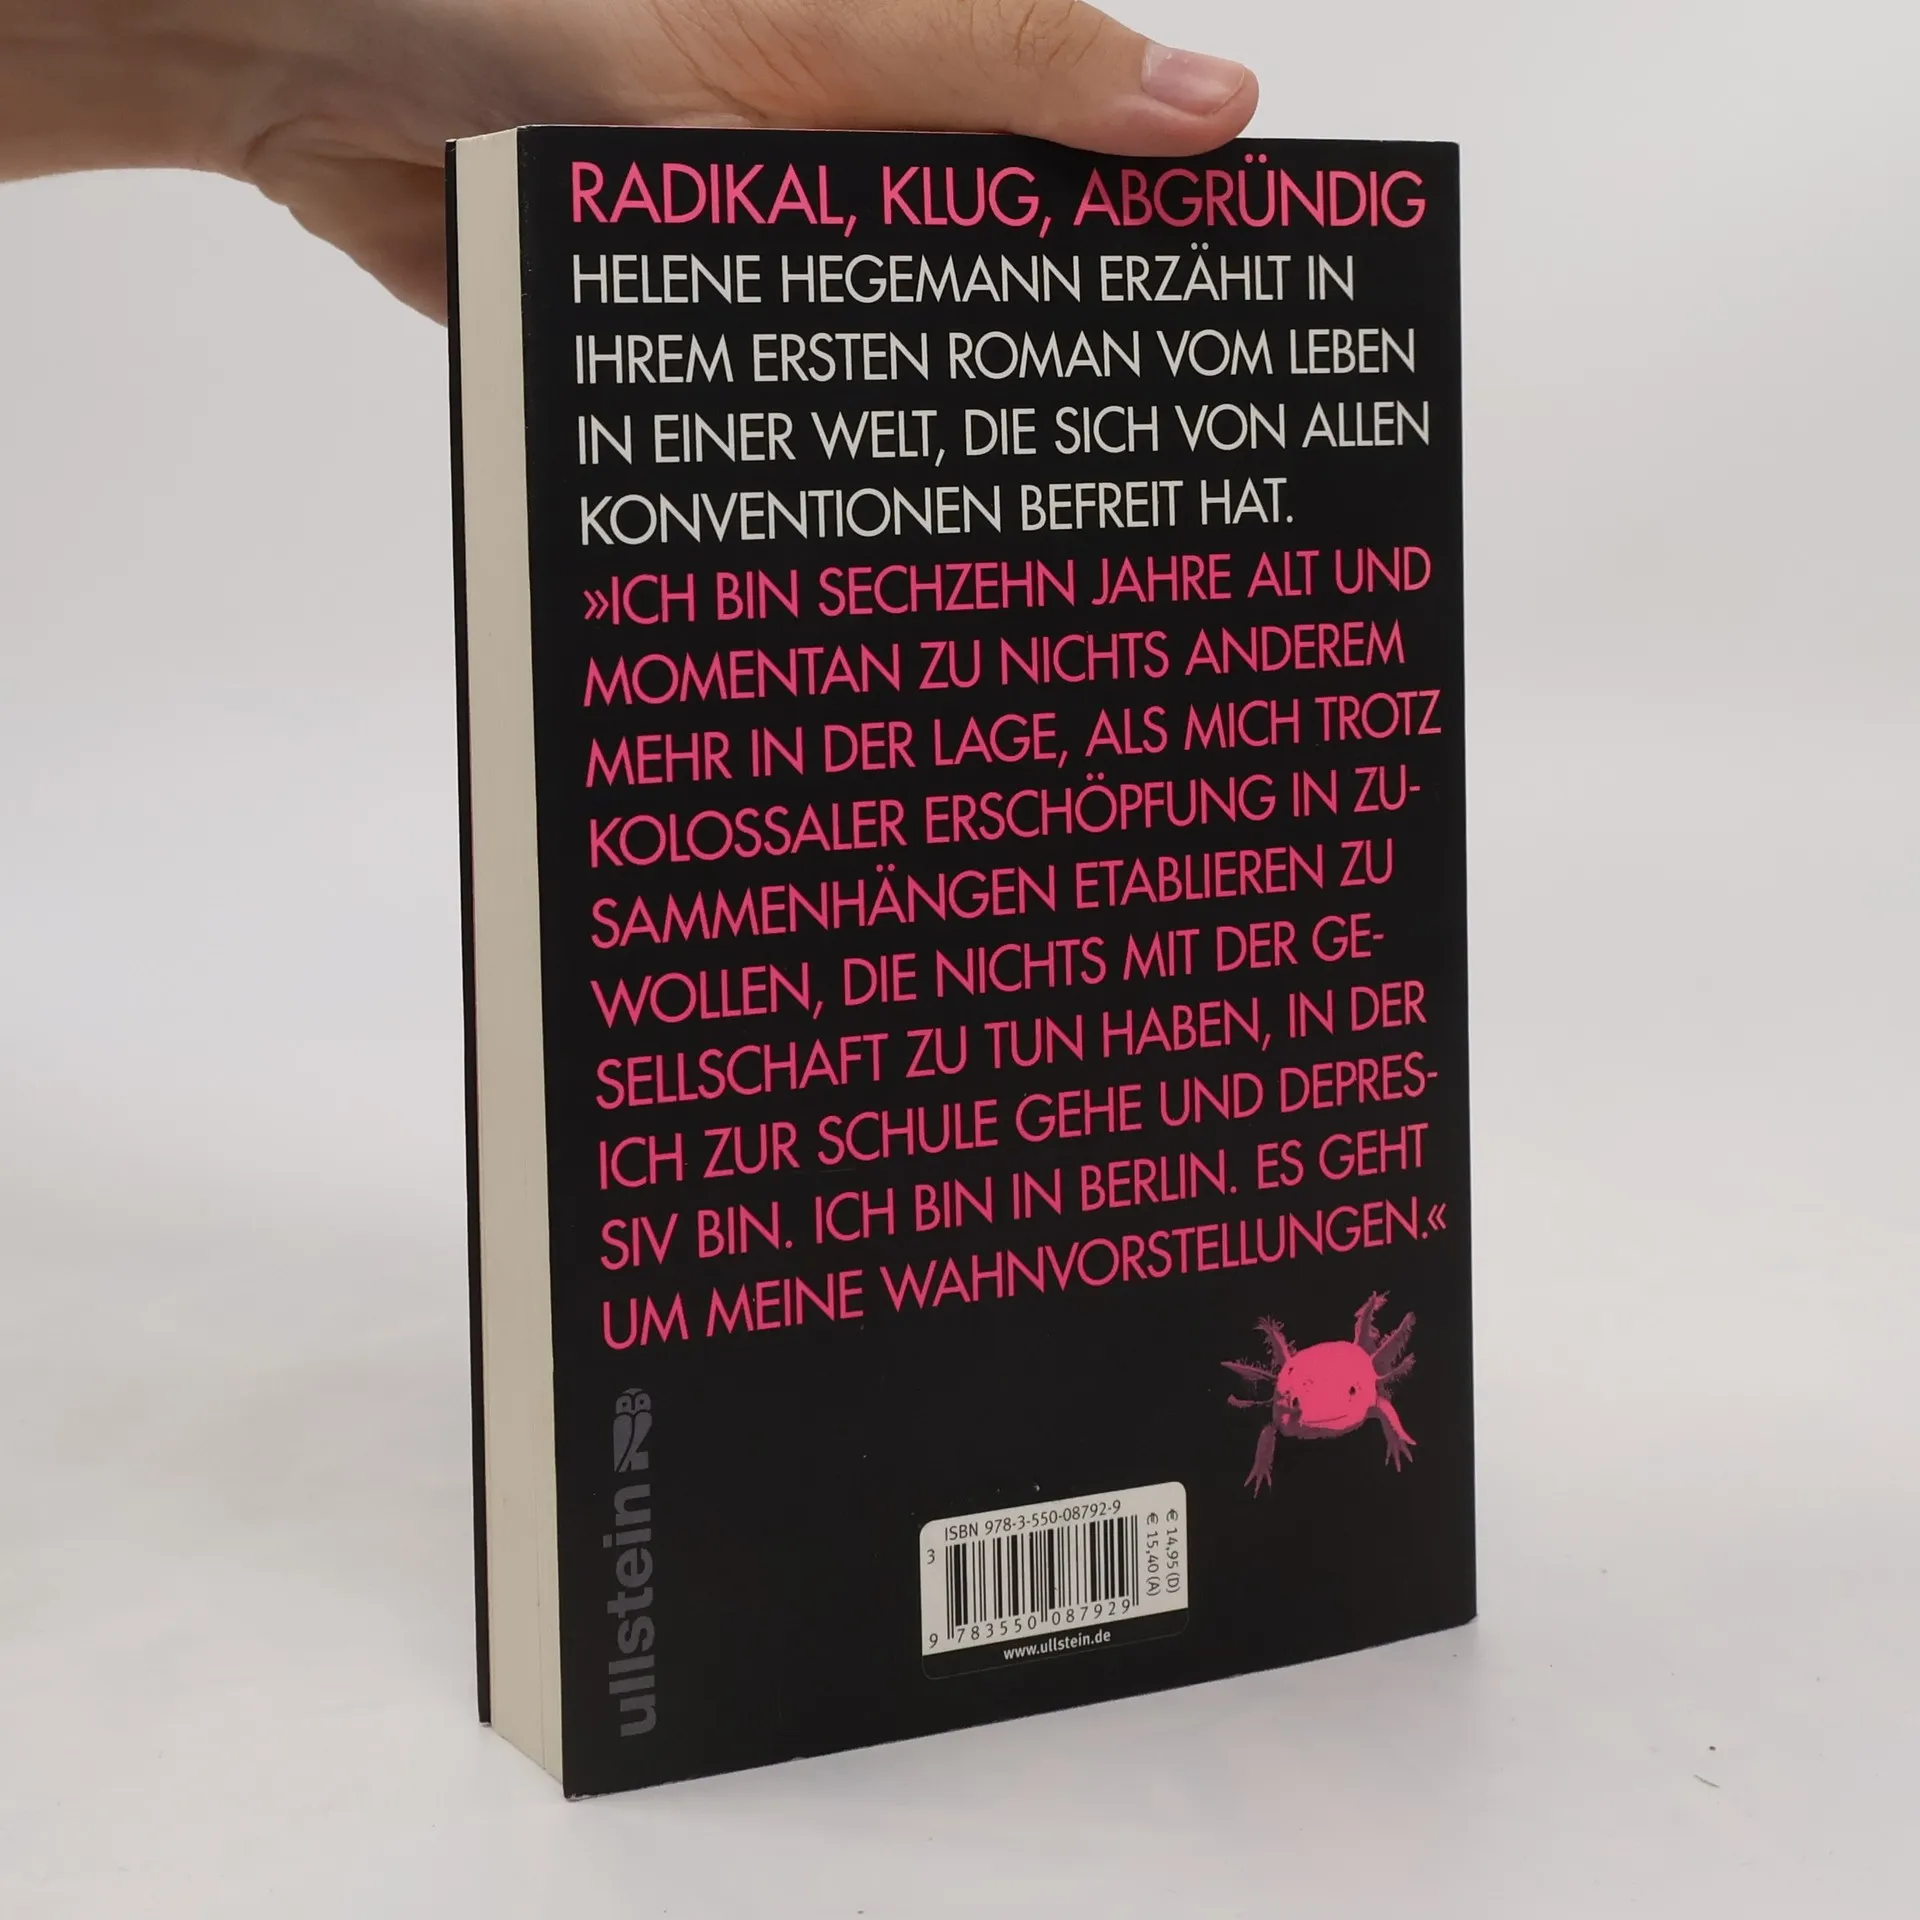 RADIKAL, KLUG, ABGRÜNDIG
HELENE HEGEMANN ERZÄHLT IN
IHREM ERSTEN ROMAN VOM LEBEN
IN EINER WELT, DIE SICH VON ALLEN
KONVENTIONEN BEFREIT HAT.
»ICH BIN SECHZEHN JAHRE ALT UND
MOMENTAN ZU NICHTS ANDEREM
MEHR IN DER LAGE, ALS MICH TROTZ
KOLOSSALER ERSCHÖPFUNG IN ZU-
SAMMENHÄNGEN ETABLIEREN ZU
WOLLEN, DIE NICHTS MIT DER GE-
SELLSCHAFT ZU TUN HABEN, IN DER
ICH ZUR SCHULE GEHE UND DEPRES-
SIV BIN. ICH BIN IN BERLIN. ES GEHT
UM MEINE WAHNVORSTELLUNGEN.«
ullstein
ISBN 978-3-550-08792-9
3
€ 14,95 (D)
€ 15,40 (A)
9 783550 087929
www.ullstein.de